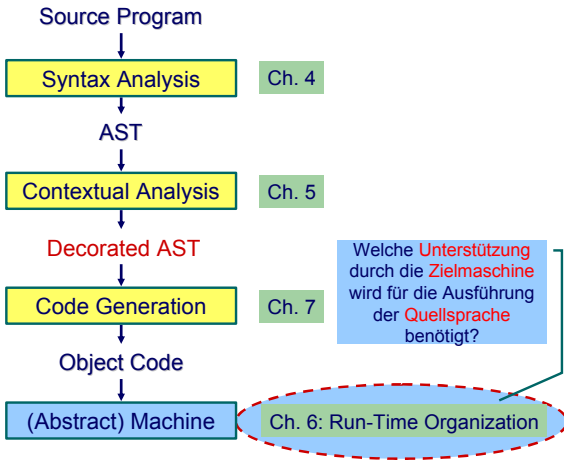 Source Program
Syntax Analysis
Ch. 4
AST
Contextual Analysis
Ch. 5
Decorated AST
Welche Unterstützung
durch die Zielmaschine
wird für die Ausführung
der Quellsprache
benötigt?
Code Generation
Ch. 7
Object Code
(Abstract) Machine
Ch. 6: Run-Time Organization